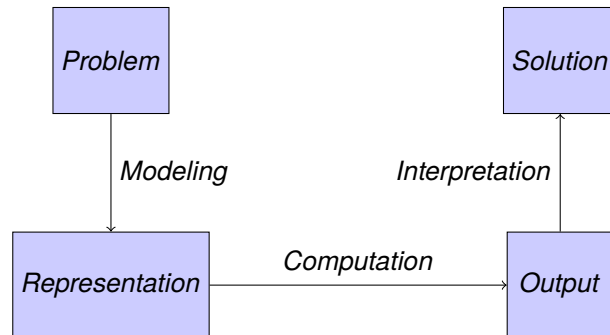 Problem
Solution
Modeling
Interpretation
Representation
Computation
Output